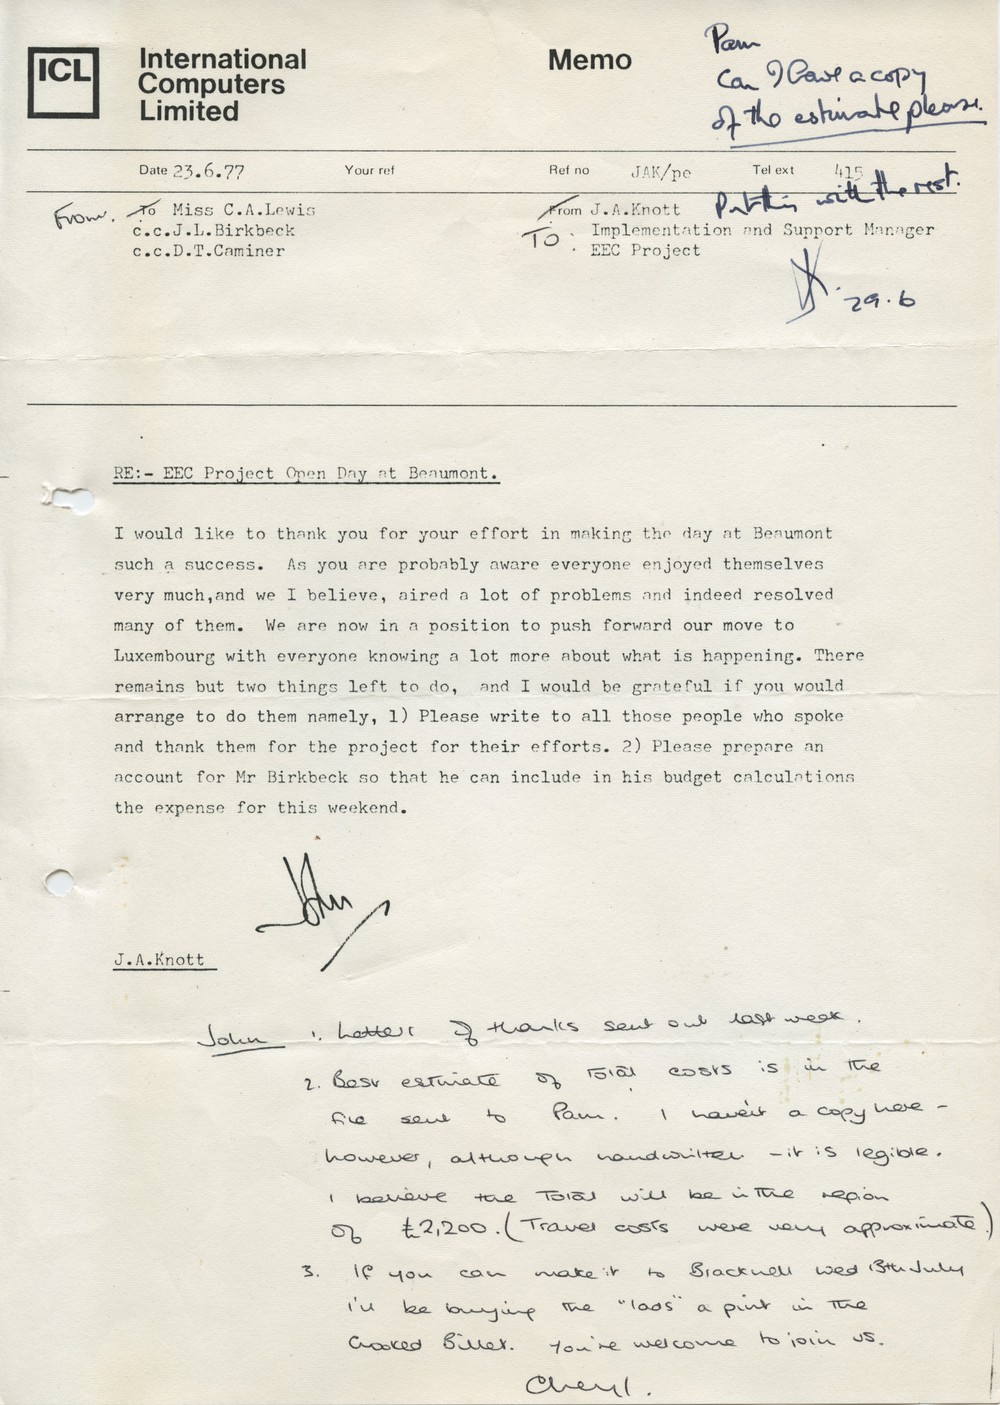 ICL
International
Computers
Limited
Memo
Pam
Can I have a copy
of the estimate please.
Date 23.6.77 Your ref Ref no JAK/pe Tel ext 415
Put this with the rest.
From. To Miss C.A.Lewis
c.c.J.L.Birkbeck
c.c.D.T.Caminer
From J.A.Knott
TO : Implementation and Support Manager
EEC Project
29.6
RE:- EEC Project Open Day at Beaumont.
I would like to thank you for your effort in making the day at Beaumont
such a success. As you are probably aware everyone enjoyed themselves
very much,and we I believe, aired a lot of problems and indeed resolved
many of them. We are now in a position to push forward our move to
Luxembourg with everyone knowing a lot more about what is happening. There
remains but two things left to do, and I would be grateful if you would
arrange to do them namely, 1) Please write to all those people who spoke
and thank them for the project for their efforts. 2) Please prepare an
account for Mr Birkbeck so that he can include in his budget calculations
the expense for this weekend.
John
J.A.Knott
John 1. Letters of thanks sent out last week.
2. Best estimate of total costs is in the
file sent to Pam. I haven't a copy here -
however, although handwritten - it is legible.
I believe the total will be in the region
of £2,200. (Travel costs were very approximate)
3. If you can make it to Bracknell Wed 13th July
I'll be buying the "lads" a pint in the
Crooked Billet. You're welcome to join us.
Cheryl.